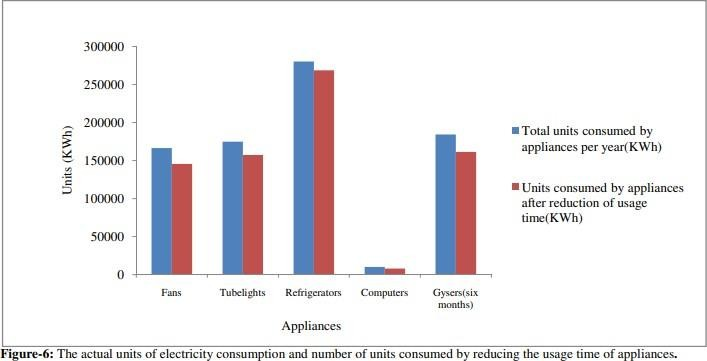 300000
250000
200000
150000
100000
50000
0
Units (KWh)
Fans
Tubelights
Refrigerators
Computers
Gysers(six
months)
Appliances
Total units consumed by
appliances per year(KWh)
Units consumed by appliances
after reduction of usage
time(KWh)
Figure-6: The actual units of electricity consumption and number of units consumed by reducing the usage time of appliances.